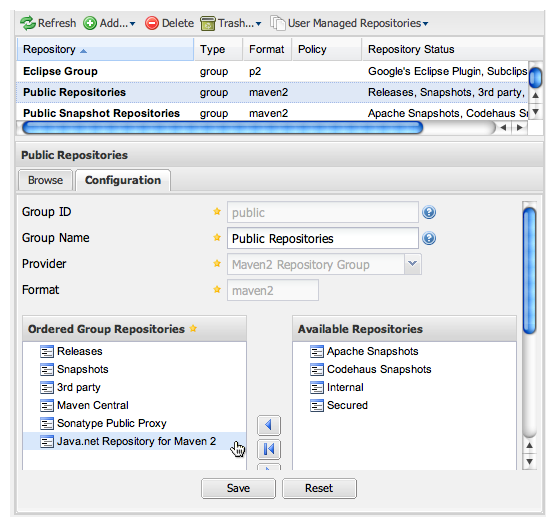 Refresh Add... Delete Trash... User Managed Repositories
Repository Type Format Policy Repository Status
Eclipse Group group p2 Google's Eclipse Plugin, Subclips
Public Repositories group maven2 Releases, Snapshots, 3rd party,
Public Snapshot Repositories group maven2 Apache Snapshots, Codehaus Sn
Public Repositories
Browse Configuration
Group ID public
Group Name Public Repositories
Provider Maven2 Repository Group
Format maven2
Ordered Group Repositories
Releases
Snapshots
3rd party
Maven Central
Sonatype Public Proxy
Java.net Repository for Maven 2
Available Repositories
Apache Snapshots
Codehaus Snapshots
Internal
Secured
Save Reset